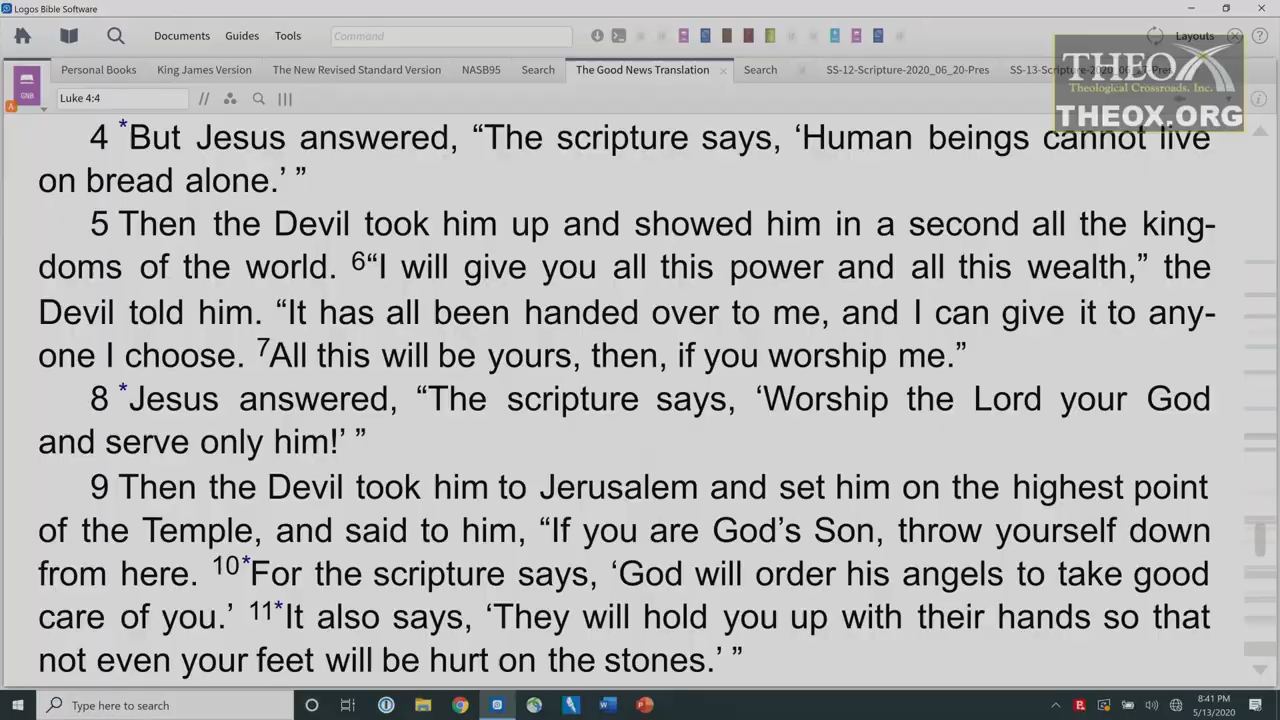 Logos Bible Software
Documents Guides Tools Command Layouts
Personal Books King James Version The New Revised Standard Version NASB95 Search The Good News Translation Search SS-12-Scripture-2020_06_20-Pres
THEOX
Theological Crossroads, Inc.
THEOX.ORG
GNB
Luke 4:4
4 *But Jesus answered, “The scripture says, ‘Human beings cannot live
on bread alone.’ ”
5 Then the Devil took him up and showed him in a second all the king-
doms of the world. 6“I will give you all this power and all this wealth,” the
Devil told him. “It has all been handed over to me, and I can give it to any-
one I choose. 7All this will be yours, then, if you worship me.”
8 *Jesus answered, “The scripture says, ‘Worship the Lord your God
and serve only him!’ ”
9 Then the Devil took him to Jerusalem and set him on the highest point
of the Temple, and said to him, “If you are God’s Son, throw yourself down
from here. 10*For the scripture says, ‘God will order his angels to take good
care of you.’ 11*It also says, ‘They will hold you up with their hands so that
not even your feet will be hurt on the stones.’ ”
Type here to search
8:41 PM
5/13/2020